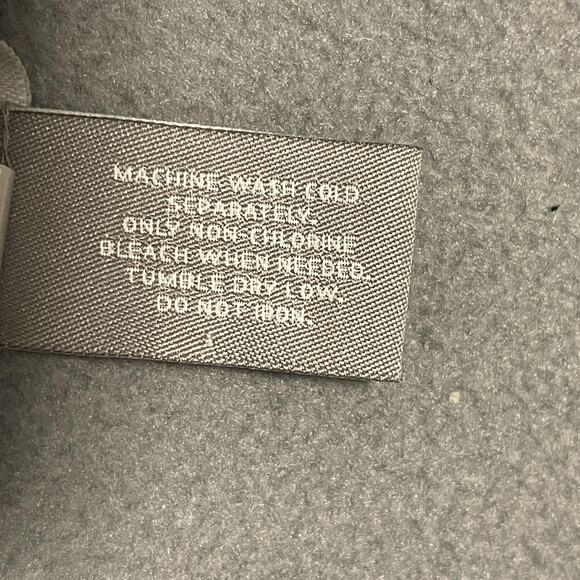 MACHINE WASH COLD
SEPARATELY.
ONLY NON-CHLORINE
BLEACH WHEN NEEDED.
TUMBLE DRY LOW.
DO NOT IRON.